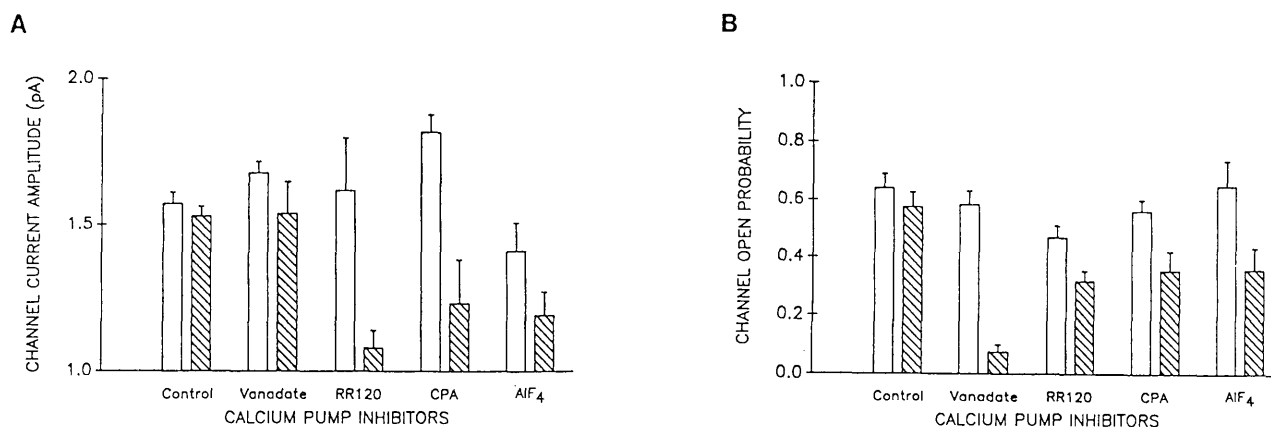 A
CHANNEL CURRENT AMPLITUDE (pA)
2.0
1.5
1.0
Control Vanadate RR120 CPA AlF4
CALCIUM PUMP INHIBITORS
B
CHANNEL OPEN PROBABILITY
1.0
0.8
0.6
0.4
0.2
0.0
Control Vanadate RR120 CPA AlF4
CALCIUM PUMP INHIBITORS